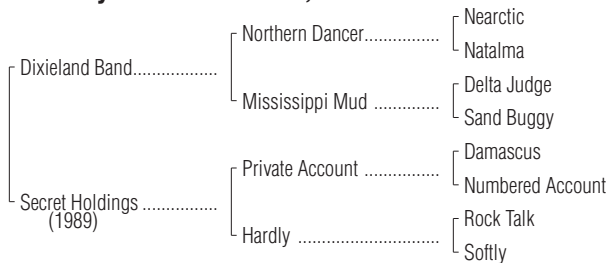 Nearctic
Northern Dancer................
Natalma
Dixieland Band..................
Delta Judge
Mississippi Mud ..............
Sand Buggy
Damascus
Private Account ................
Numbered Account
Secret Holdings ................
(1989)
Rock Talk
Hardly ..............................
Softly